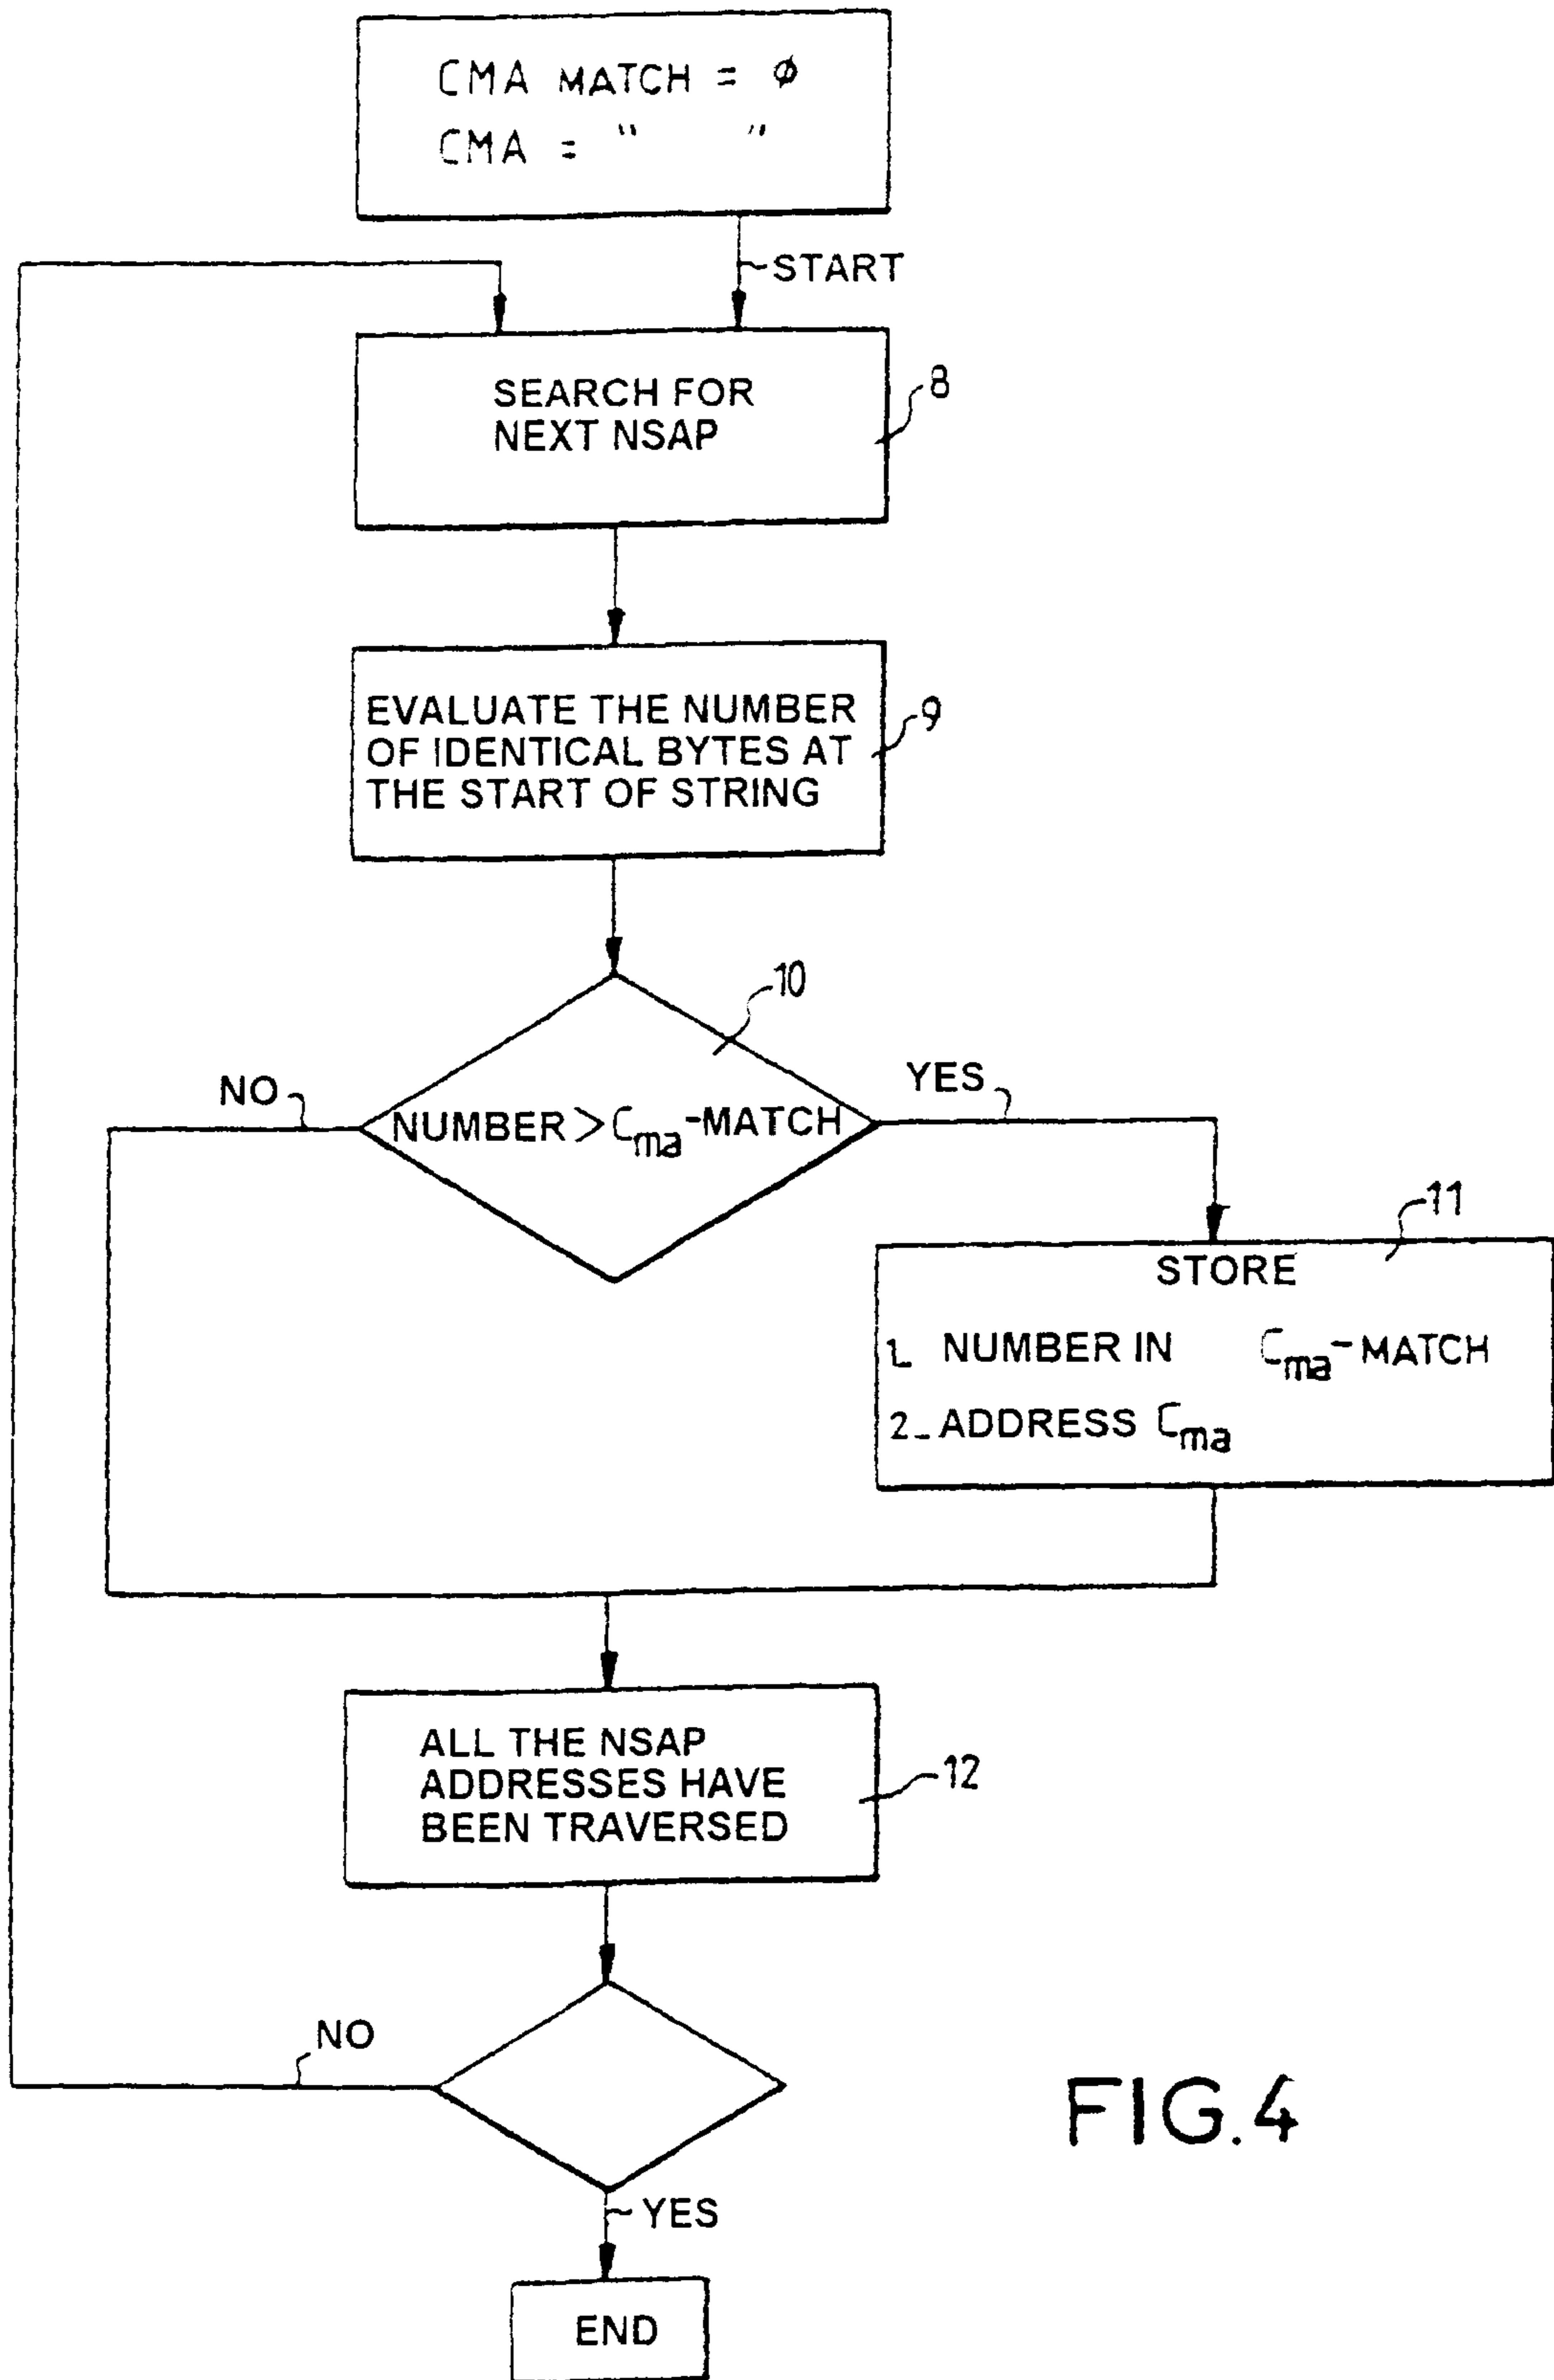 CMA MATCH = Ø
CMA = " "
START
SEARCH FOR
NEXT NSAP
8
EVALUATE THE NUMBER
OF IDENTICAL BYTES AT
THE START OF STRING
9
10
NO
YES
NUMBER > Cma-MATCH
11
STORE
1_ NUMBER IN Cma-MATCH
2_ ADDRESS Cma
ALL THE NSAP
ADDRESSES HAVE
BEEN TRAVERSED
12
NO
FIG.4
YES
END